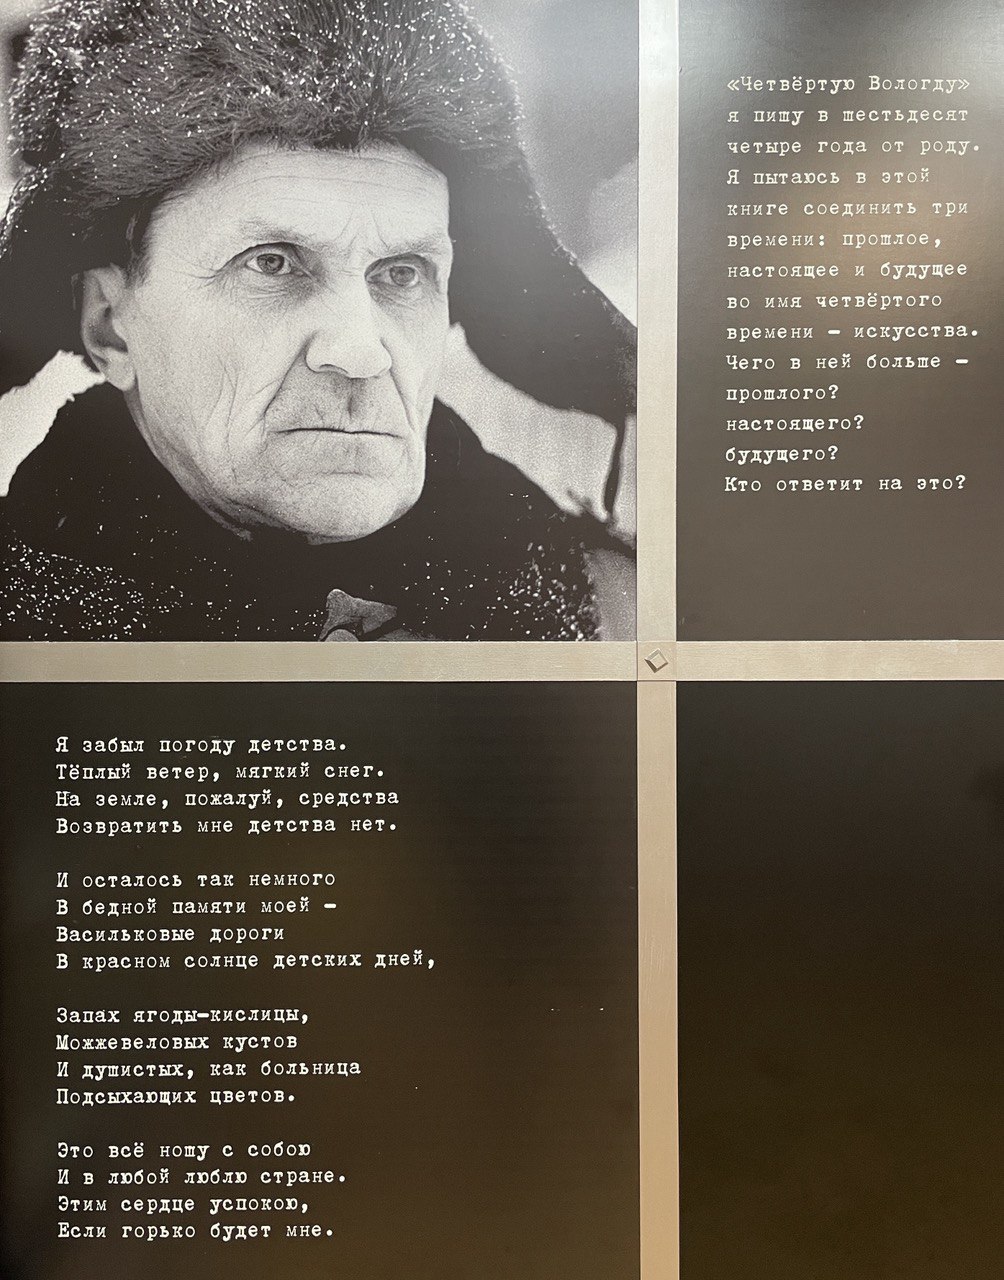 «Четвёртую Вологду»
я пишу в шестьдесят
четыре года от роду.
Я пытаюсь в этой
книге соединить три
времени: прошлое,
настоящее и будущее
во имя четвёртого
времени – искусства.
Чего в ней больше –
прошлого?
настоящего?
будущего?
Кто ответит на это?
Я забыл погоду детства.
Тёплый ветер, мягкий снег.
На земле, пожалуй, средства
Возвратить мне детства нет.
И осталось так немного
В бедной памяти моей –
Васильковые дороги
В красном солнце детских дней,
Запах ягоды-кислицы,
Можжевеловых кустов
И душистых, как больница
Подсыхающих цветов.
Это всё ношу с собою
И в любой люблю стране.
Этим сердце успокою,
Если горько будет мне.